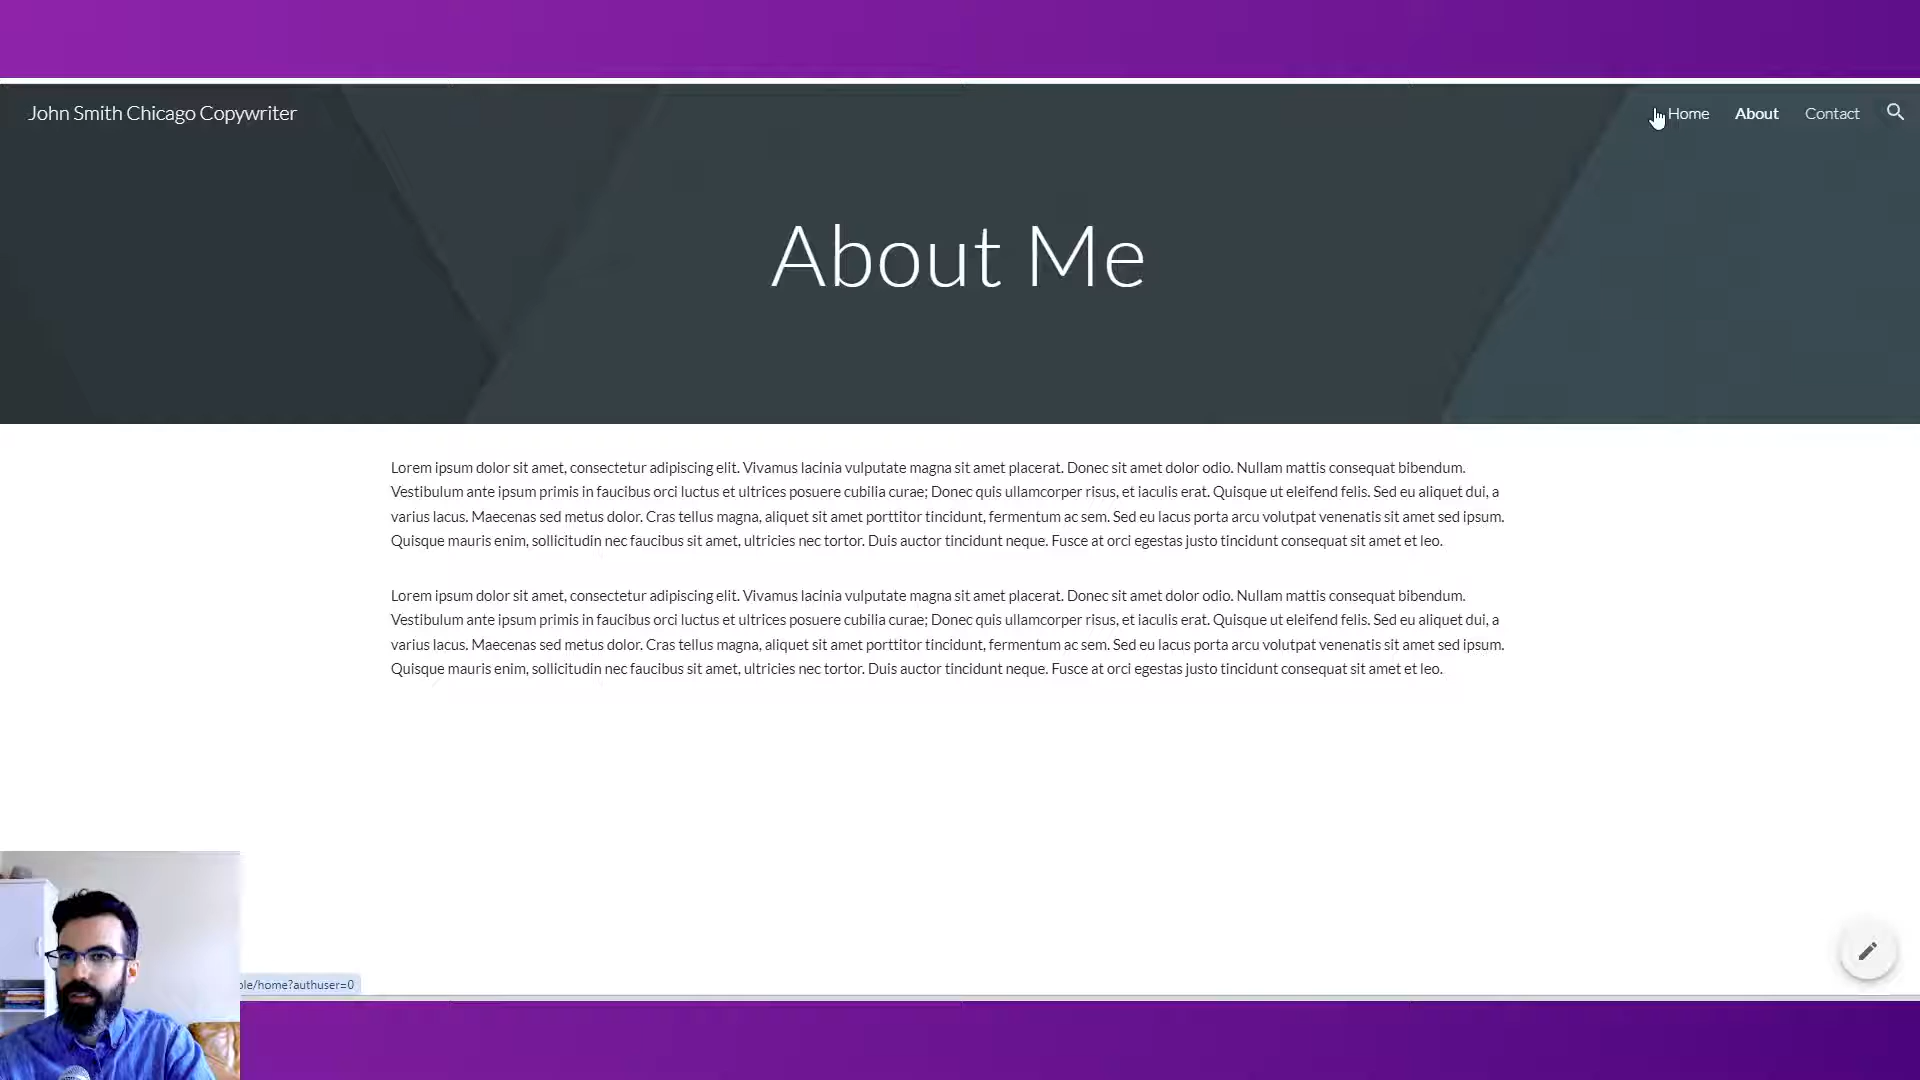 John Smith Chicago Copywriter
Home About Contact
About Me
Lorem ipsum dolor sit amet, consectetur adipiscing elit. Vivamus lacinia vulputate magna sit amet placerat. Donec sit amet dolor odio. Nullam mattis consequat bibendum.
Vestibulum ante ipsum primis in faucibus orci luctus et ultrices posuere cubilia curae; Donec quis ullamcorper risus, et iaculis erat. Quisque ut eleifend felis. Sed eu aliquet dui, a
varius lacus. Maecenas sed metus dolor. Cras tellus magna, aliquet sit amet porttitor tincidunt, fermentum ac sem. Sed eu lacus porta arcu volutpat venenatis sit amet sed ipsum.
Quisque mauris enim, sollicitudin nec faucibus sit amet, ultricies nec tortor. Duis auctor tincidunt neque. Fusce at orci egestas justo tincidunt consequat sit amet et leo.
Lorem ipsum dolor sit amet, consectetur adipiscing elit. Vivamus lacinia vulputate magna sit amet placerat. Donec sit amet dolor odio. Nullam mattis consequat bibendum.
Vestibulum ante ipsum primis in faucibus orci luctus et ultrices posuere cubilia curae; Donec quis ullamcorper risus, et iaculis erat. Quisque ut eleifend felis. Sed eu aliquet dui, a
varius lacus. Maecenas sed metus dolor. Cras tellus magna, aliquet sit amet porttitor tincidunt, fermentum ac sem. Sed eu lacus porta arcu volutpat venenatis sit amet sed ipsum.
Quisque mauris enim, sollicitudin nec faucibus sit amet, ultricies nec tortor. Duis auctor tincidunt neque. Fusce at orci egestas justo tincidunt consequat sit amet et leo.
ple/home?authuser=0